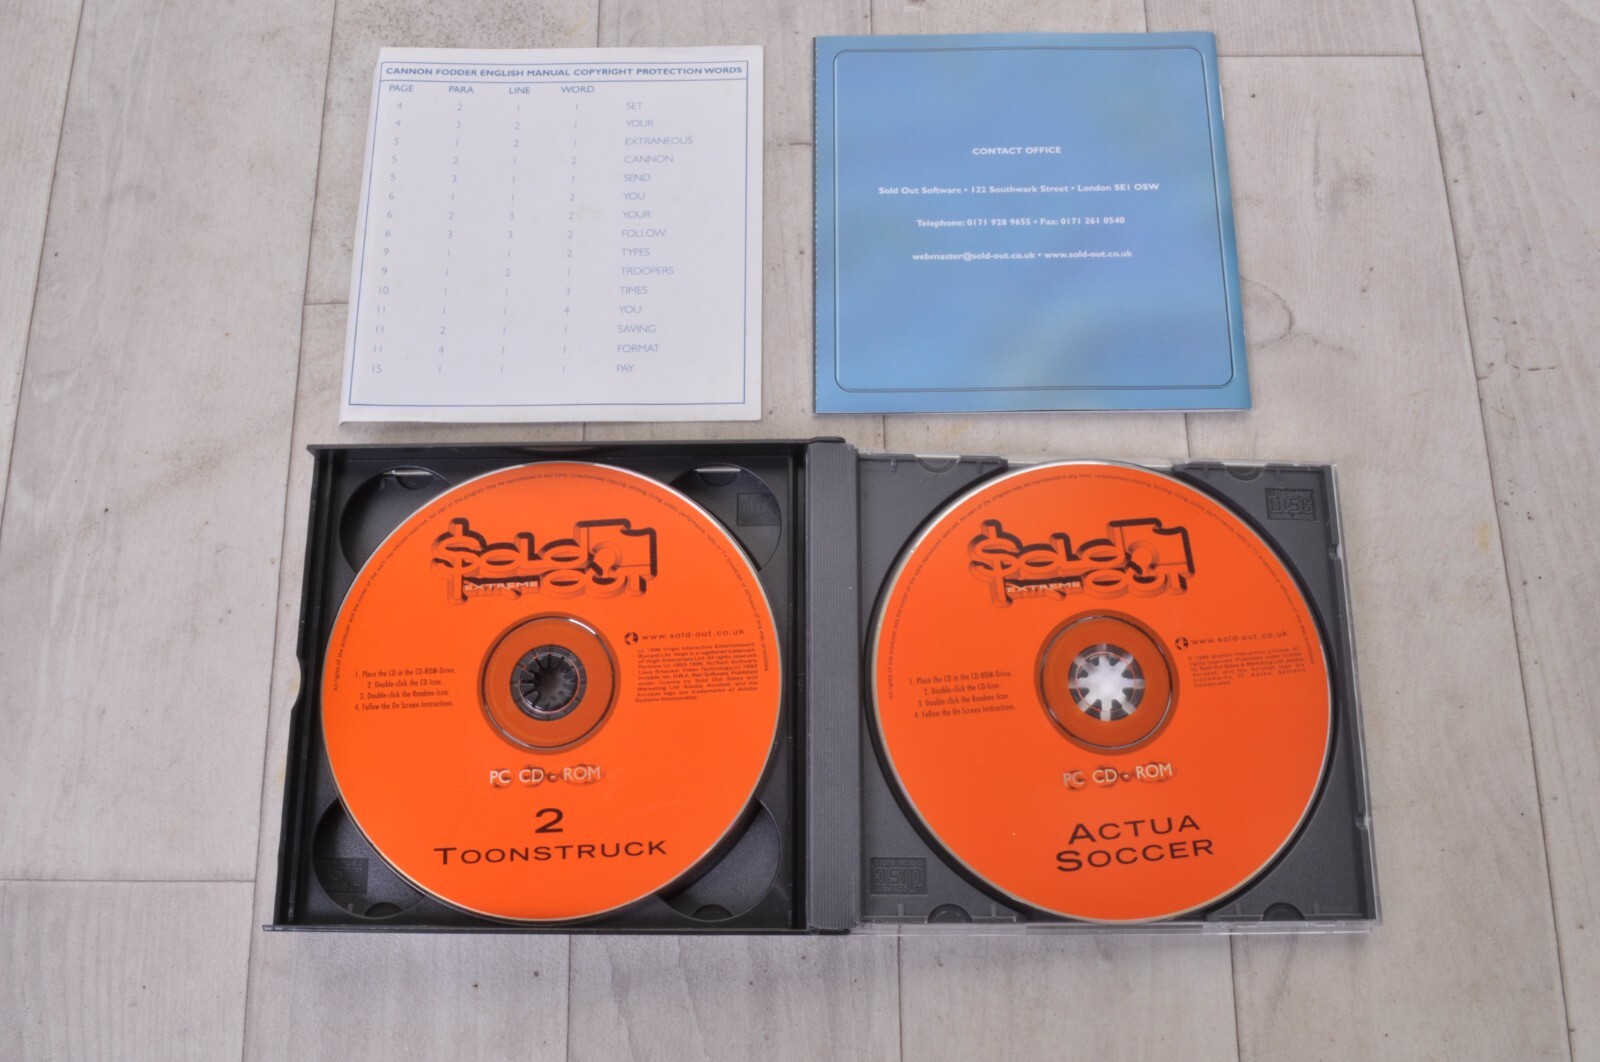 CANNON FODDER ENGLISH MANUAL COPYRIGHT PROTECTION WORDS
PAGE PARA LINE WORD
4 2 1 1 SET
4 3 2 1 YOUR
5 1 2 1 EXTRANEOUS
5 2 1 2 CANNON
5 3 1 1 SEND
6 1 1 2 YOU
6 2 3 2 YOUR
6 3 3 2 FOLLOW
9 1 1 2 TYPES
9 1 2 1 TROOPERS
10 1 1 3 TIMES
11 1 1 4 YOU
11 2 1 1 SAVING
11 4 1 1 FORMAT
15 1 1 1 PAY
CONTACT OFFICE
Sold Out Software • 122 Southwark Street • London SE1 OSW
Telephone: 0171 928 9655 • Fax: 0171 261 0540
webmaster@sold-out.co.uk • www.sold-out.co.uk
$old
EXTREME OUT
www.sold-out.co.uk
1. Place the CD in the CD-ROM-Drive.
2. Double-click the CD icon.
3. Double-click the Readme icon.
4. Follow the On Screen Instructions.
PC CD-ROM
2
TOONSTRUCK
$old
EXTREME OUT
www.sold-out.co.uk
1. Place the CD in the CD-ROM-Drive.
2. Double-click the CD Icon.
3. Double-click the Readme Icon.
4. Follow the On Screen Instructions.
PC CD-ROM
ACTUA
SOCCER
disc
DIGITAL AUDIO